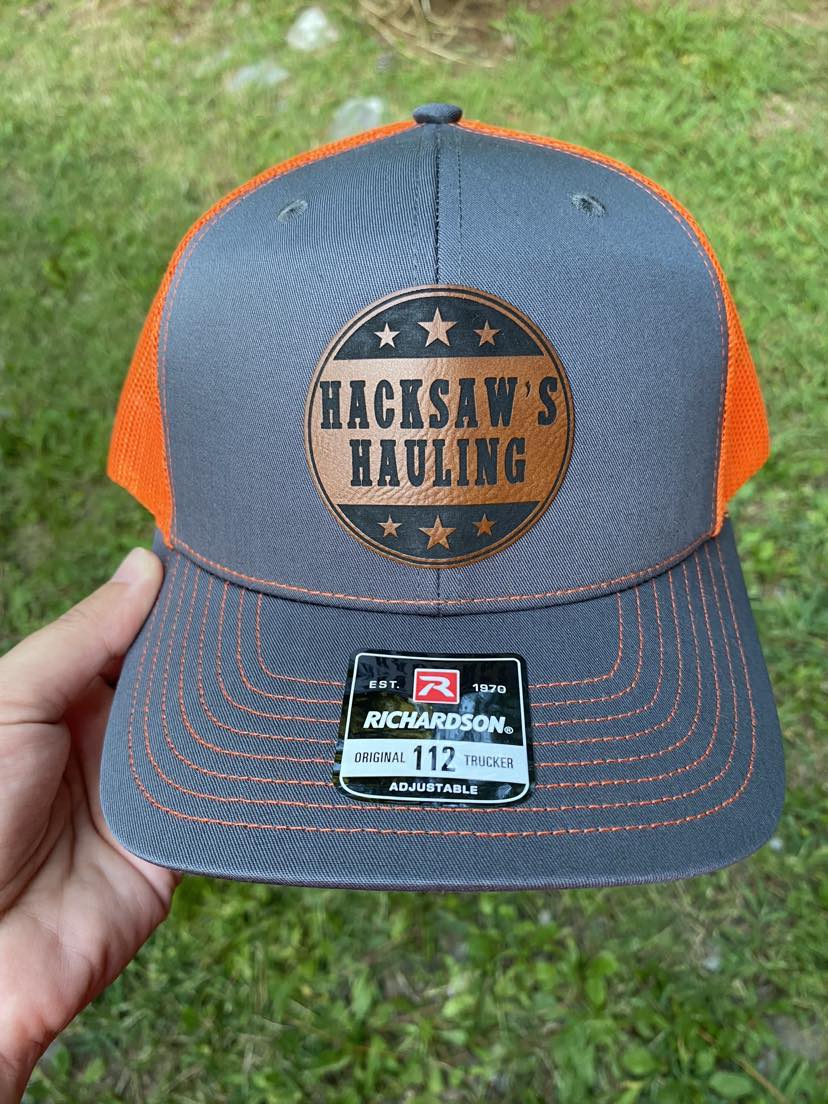 HACKSAW'S
HAULING
EST. R 1970
RICHARDSON®
ORIGINAL 112 TRUCKER
ADJUSTABLE